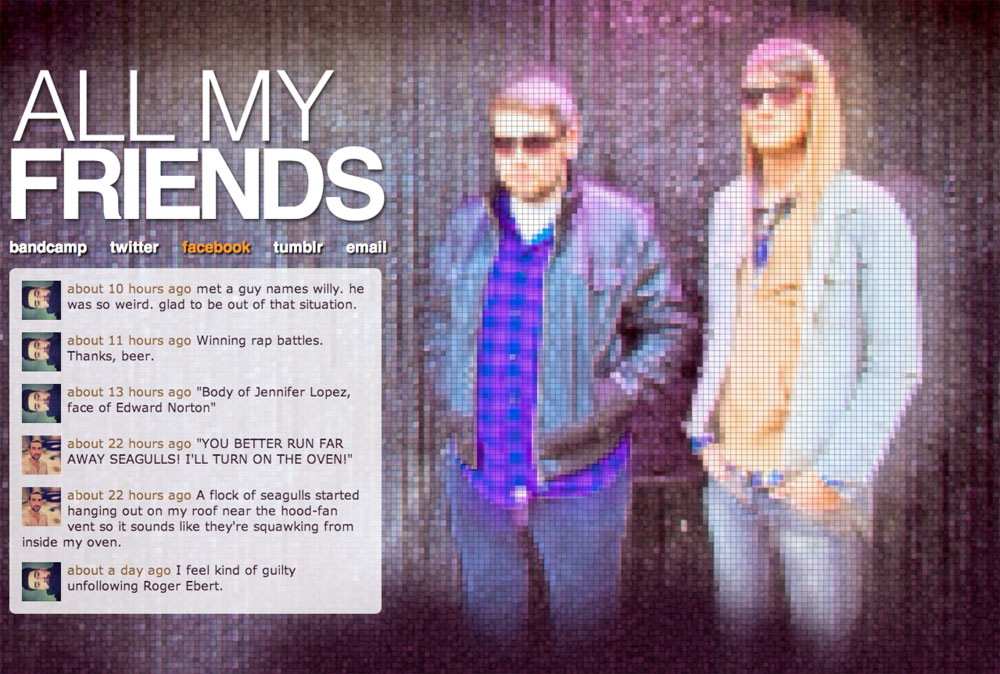 ALL MY
FRIENDS
bandcamp twitter facebook tumblr email
about 10 hours ago met a guy names willy. he
was so weird. glad to be out of that situation.
about 11 hours ago Winning rap battles.
Thanks, beer.
about 13 hours ago "Body of Jennifer Lopez,
face of Edward Norton"
about 22 hours ago "YOU BETTER RUN FAR
AWAY SEAGULLS! I'LL TURN ON THE OVEN!"
about 22 hours ago A flock of seagulls started
hanging out on my roof near the hood-fan
vent so it sounds like they're squawking from
inside my oven.
about a day ago I feel kind of guilty
unfollowing Roger Ebert.